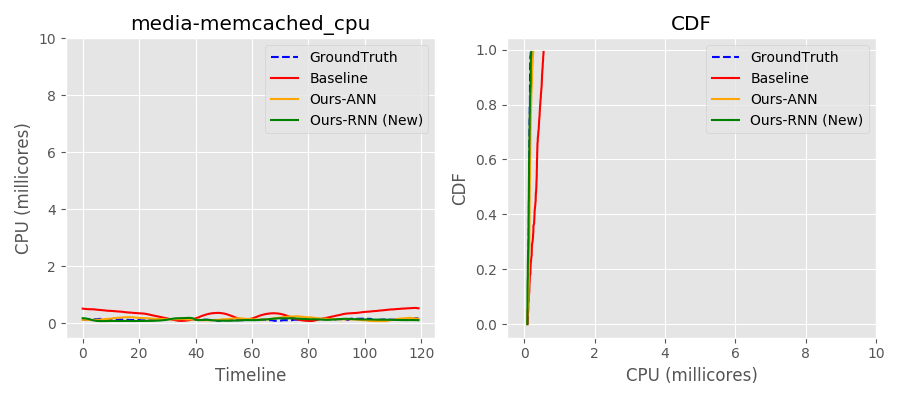 media-memcached_cpu
CPU (millicores)
10
8
6
4
2
0
0 20 40 60 80 100 120
Timeline
GroundTruth
Baseline
Ours-ANN
Ours-RNN (New)
CDF
CDF
1.0
0.8
0.6
0.4
0.2
0.0
0 2 4 6 8 10
CPU (millicores)
GroundTruth
Baseline
Ours-ANN
Ours-RNN (New)